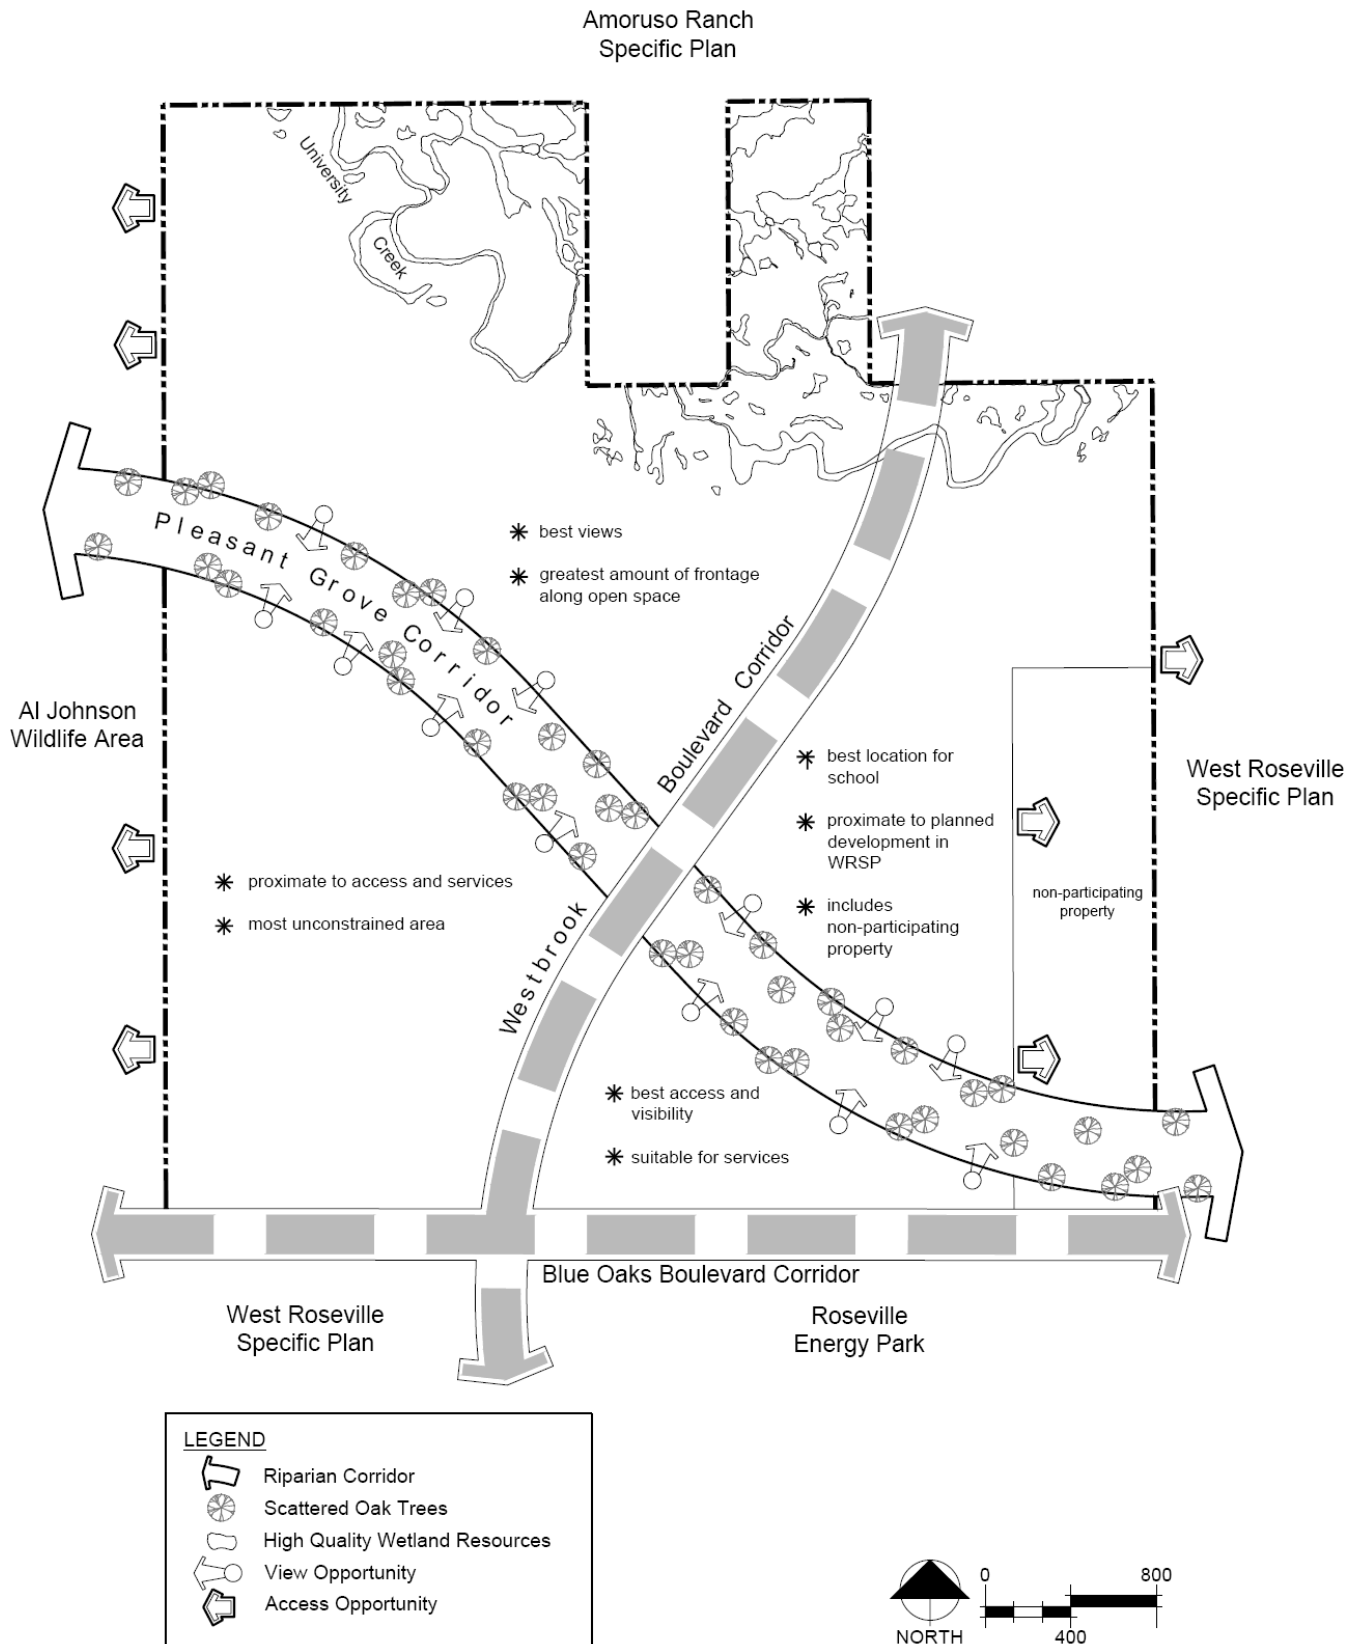 Amoruso Ranch
Specific Plan
University
Creek
Pleasant Grove Corridor
best views
greatest amount of frontage
along open space
Westbrook Boulevard Corridor
Al Johnson
Wildlife Area
best location for
school
proximate to planned
development in
WRSP
includes
non-participating
property
West Roseville
Specific Plan
non-participating
property
proximate to access and services
most unconstrained area
best access and
visibility
suitable for services
Blue Oaks Boulevard Corridor
West Roseville
Specific Plan
Roseville
Energy Park
LEGEND
Riparian Corridor
Scattered Oak Trees
High Quality Wetland Resources
View Opportunity
Access Opportunity
NORTH
0
800
400